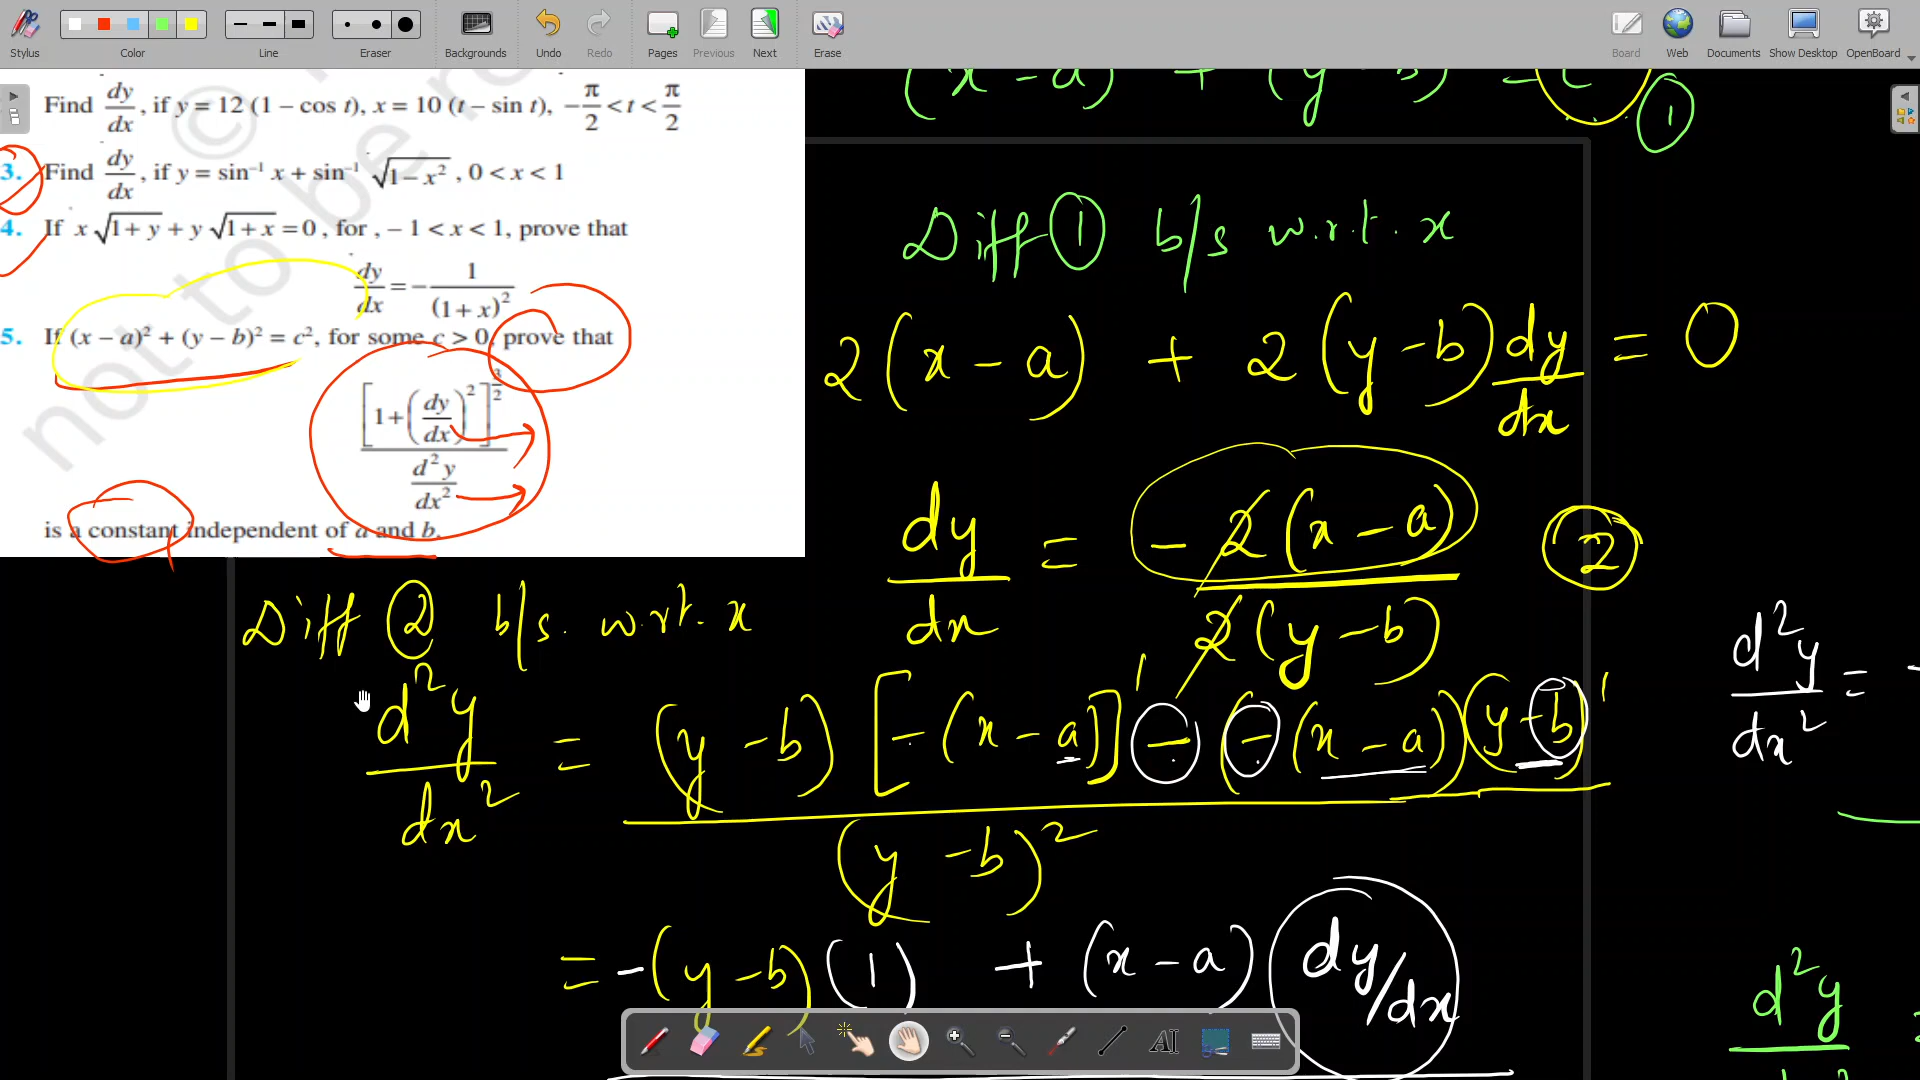 Stylus Color Line Eraser Backgrounds Undo Redo Pages Previous Next Erase Board Web Documents Show Desktop OpenBoard
Find dy/dx, if y = 12 (1 – cos t), x = 10 (t – sin t), –π/2 < t < π/2
3. Find dy/dx, if y = sin⁻¹ x + sin⁻¹ √(1–x²), 0 < x < 1
4. If x√(1+y) + y√(1+x) = 0, for, – 1 < x < 1, prove that
dy/dx = –1/(1+x)²
5. If (x – a)² + (y – b)² = c², for some c > 0, prove that
[1+(dy/dx)²]^(3/2) / (d²y/dx²)
is a constant independent of a and b.
not to be re
©
(x – a) + (y – b) =
①
Diff ① b/s w.r.t. x
2(x – a) + 2(y – b) dy/dx = 0
dy/dx = –2(x – a) / 2(y – b) ②
Diff ② b/s. w.r.t. x
d²y/dx² = (y – b) [–(x – a)]' – (–(x – a))(y – b)' / (y – b)²
= –(y – b)(1) + (x – a) dy/dx
d²y/dx² = –
d²y